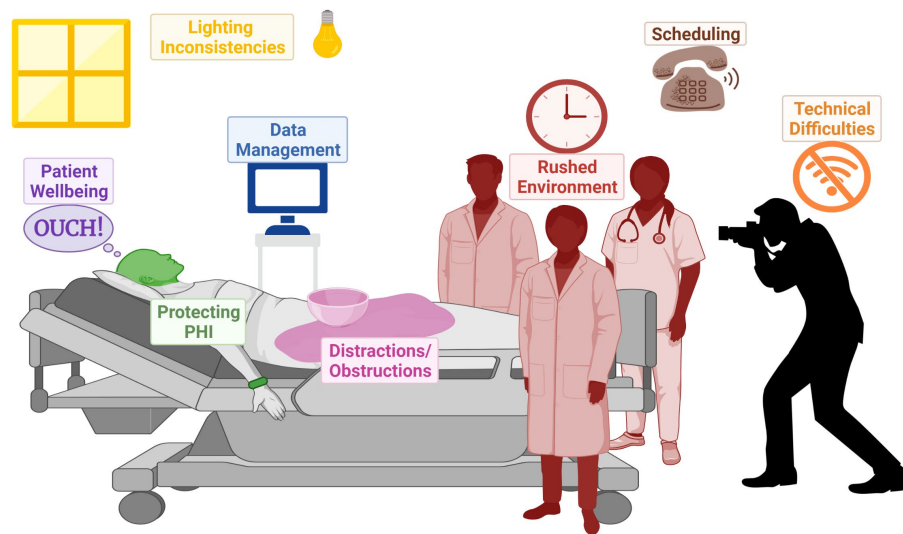 Lighting
Inconsistencies
Scheduling
Technical
Difficulties
Data
Management
Rushed
Environment
Patient
Wellbeing
OUCH!
Protecting
PHI
Distractions/
Obstructions